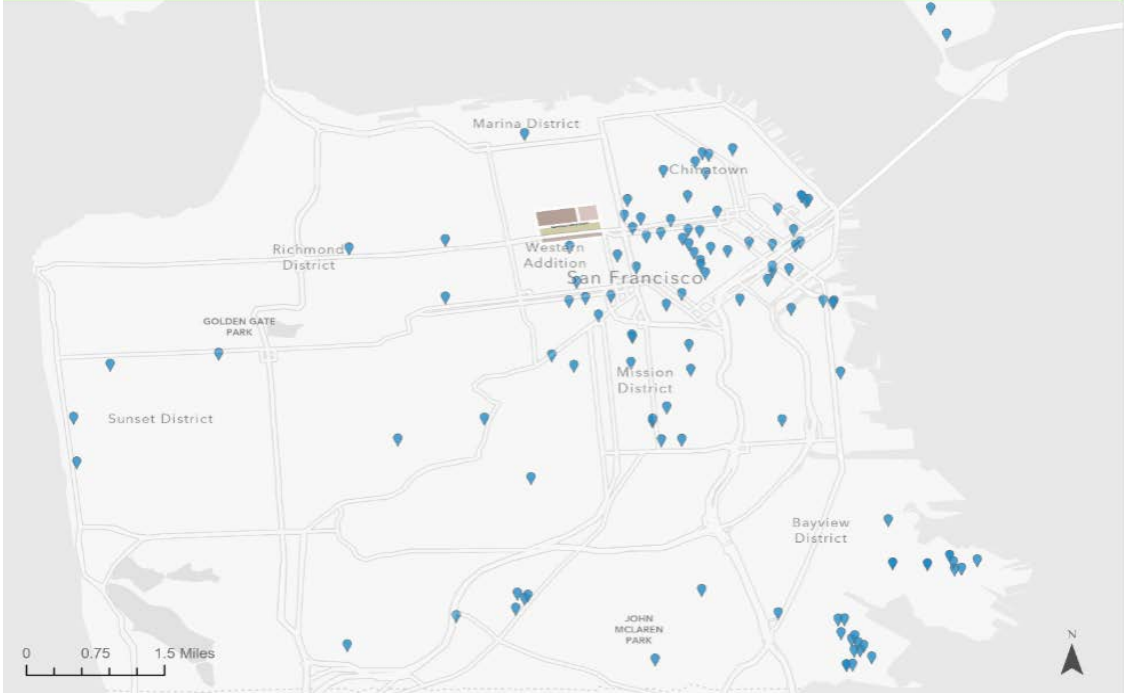 Marina District
Chinatown
Richmond
District
Western
Addition
San Francisco
GOLDEN GATE
PARK
Mission
District
Sunset District
Bayview
District
JOHN
MCLAREN
PARK
N
0 0.75 1.5 Miles